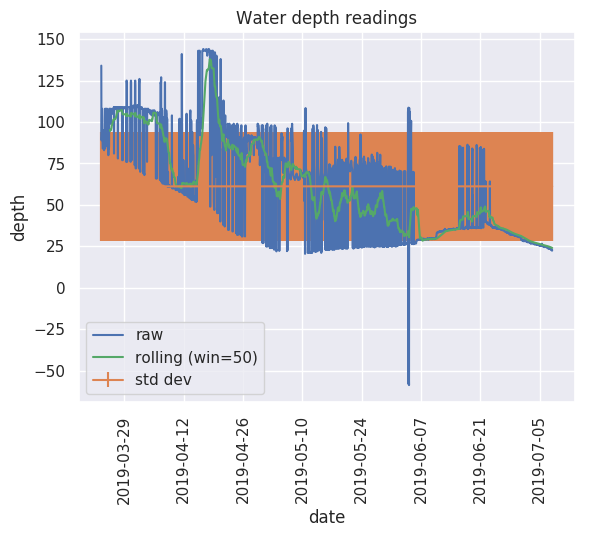 Water depth readings
depth
150
125
100
75
50
25
0
−25
−50
raw
rolling (win=50)
std dev
2019-03-29
2019-04-12
2019-04-26
2019-05-10
2019-05-24
2019-06-07
2019-06-21
2019-07-05
date